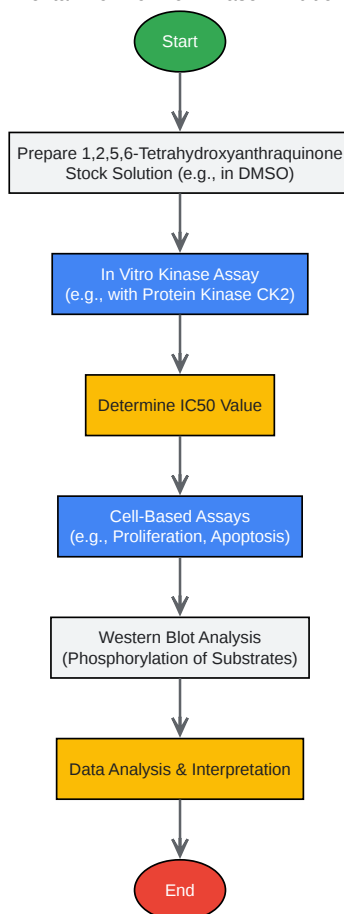 Start
Prepare 1,2,5,6-Tetrahydroxyanthraquinone
Stock Solution (e.g., in DMSO)
In Vitro Kinase Assay
(e.g., with Protein Kinase CK2)
Determine IC50 Value
Cell-Based Assays
(e.g., Proliferation, Apoptosis)
Western Blot Analysis
(Phosphorylation of Substrates)
Data Analysis & Interpretation
End